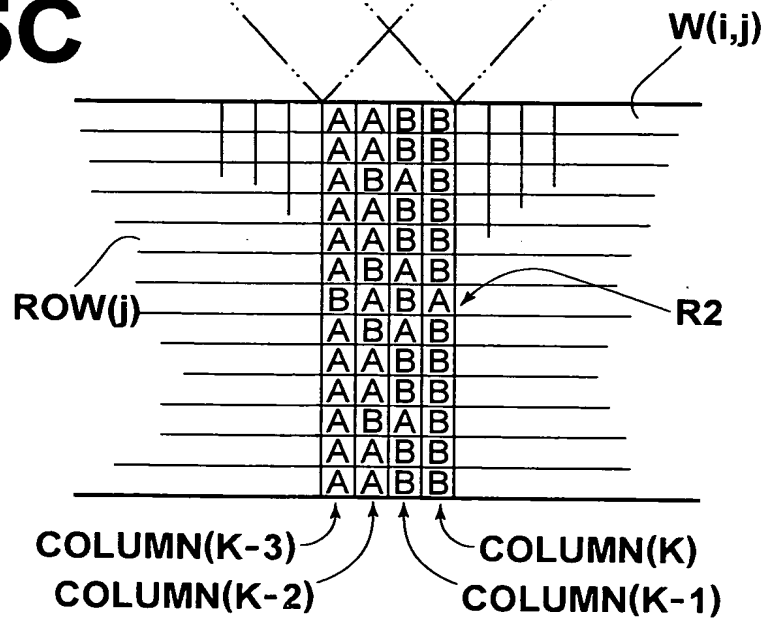 5C
W(i,j)
A A B B
A A B B
A B A B
A A B B
A A B B
A B A B
ROW(j)
B A B A
R2
A B A B
A A B B
A A B B
A B A B
A A B B
A A B B
COLUMN(K-3)
COLUMN(K)
COLUMN(K-2)
COLUMN(K-1)